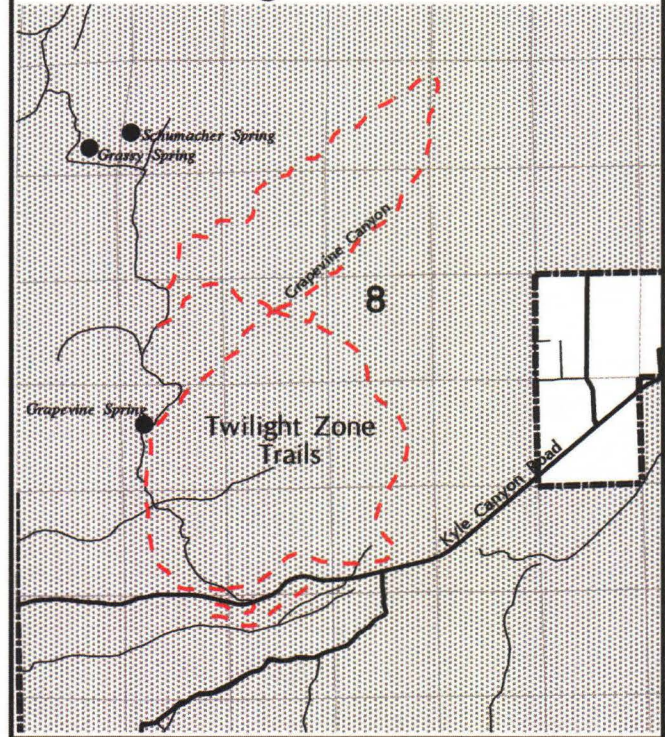 Schumacher Spring
Grassy Spring
Grapevine Canyon
8
Grapevine Spring
Twilight Zone
Trails
Kyle Canyon Road